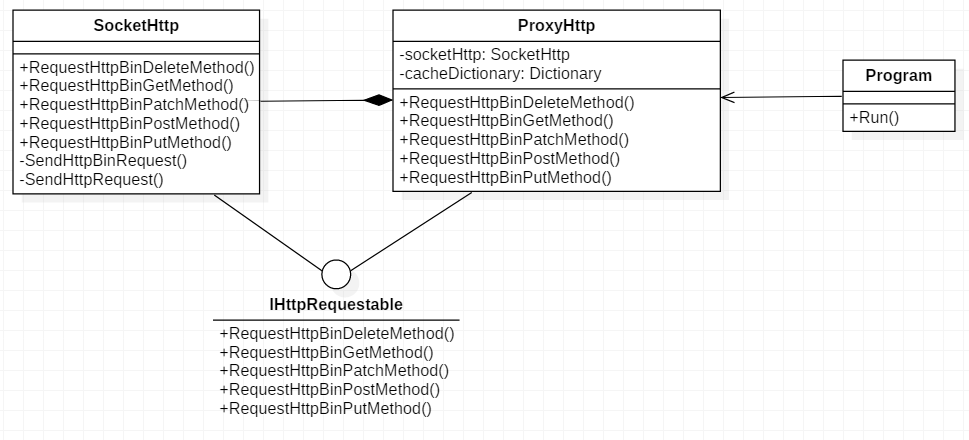 SocketHttp
+RequestHttpBinDeleteMethod()
+RequestHttpBinGetMethod()
+RequestHttpBinPatchMethod()
+RequestHttpBinPostMethod()
+RequestHttpBinPutMethod()
-SendHttpBinRequest()
-SendHttpRequest()
ProxyHttp
-socketHttp: SocketHttp
-cacheDictionary: Dictionary
+RequestHttpBinDeleteMethod()
+RequestHttpBinGetMethod()
+RequestHttpBinPatchMethod()
+RequestHttpBinPostMethod()
+RequestHttpBinPutMethod()
Program
+Run()
IHttpRequestable
+RequestHttpBinDeleteMethod()
+RequestHttpBinGetMethod()
+RequestHttpBinPatchMethod()
+RequestHttpBinPostMethod()
+RequestHttpBinPutMethod()